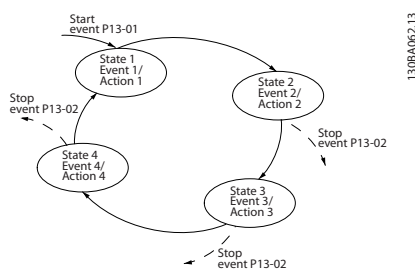 Start
event P13-01
130BA062.13
State 1
Event 1/
Action 1
State 2
Event 2/
Action 2
Stop
event P13-02
Stop
event P13-02
State 4
Event 4/
Action 4
State 3
Event 3/
Action 3
Stop
event P13-02